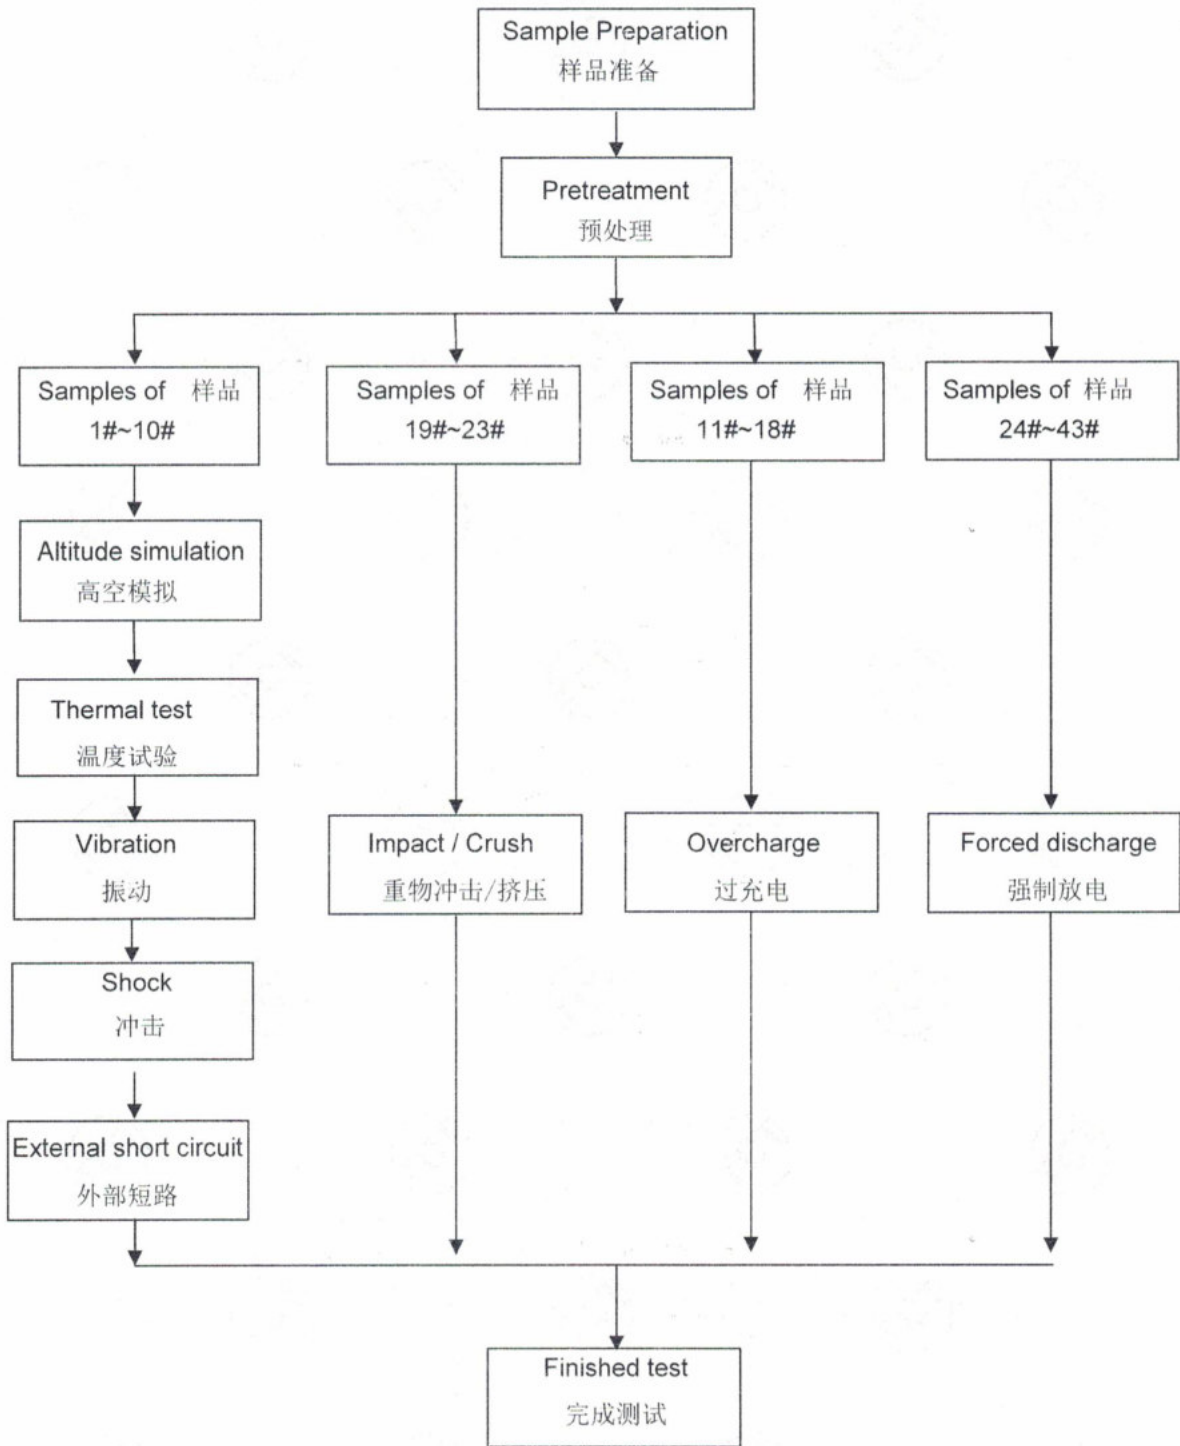 Sample Preparation
样品准备
Pretreatment
预处理
Samples of 样品
1#~10#
Samples of 样品
19#~23#
Samples of 样品
11#~18#
Samples of 样品
24#~43#
Altitude simulation
高空模拟
Thermal test
温度试验
Vibration
振动
Impact / Crush
重物冲击/挤压
Overcharge
过充电
Forced discharge
强制放电
Shock
冲击
External short circuit
外部短路
Finished test
完成测试